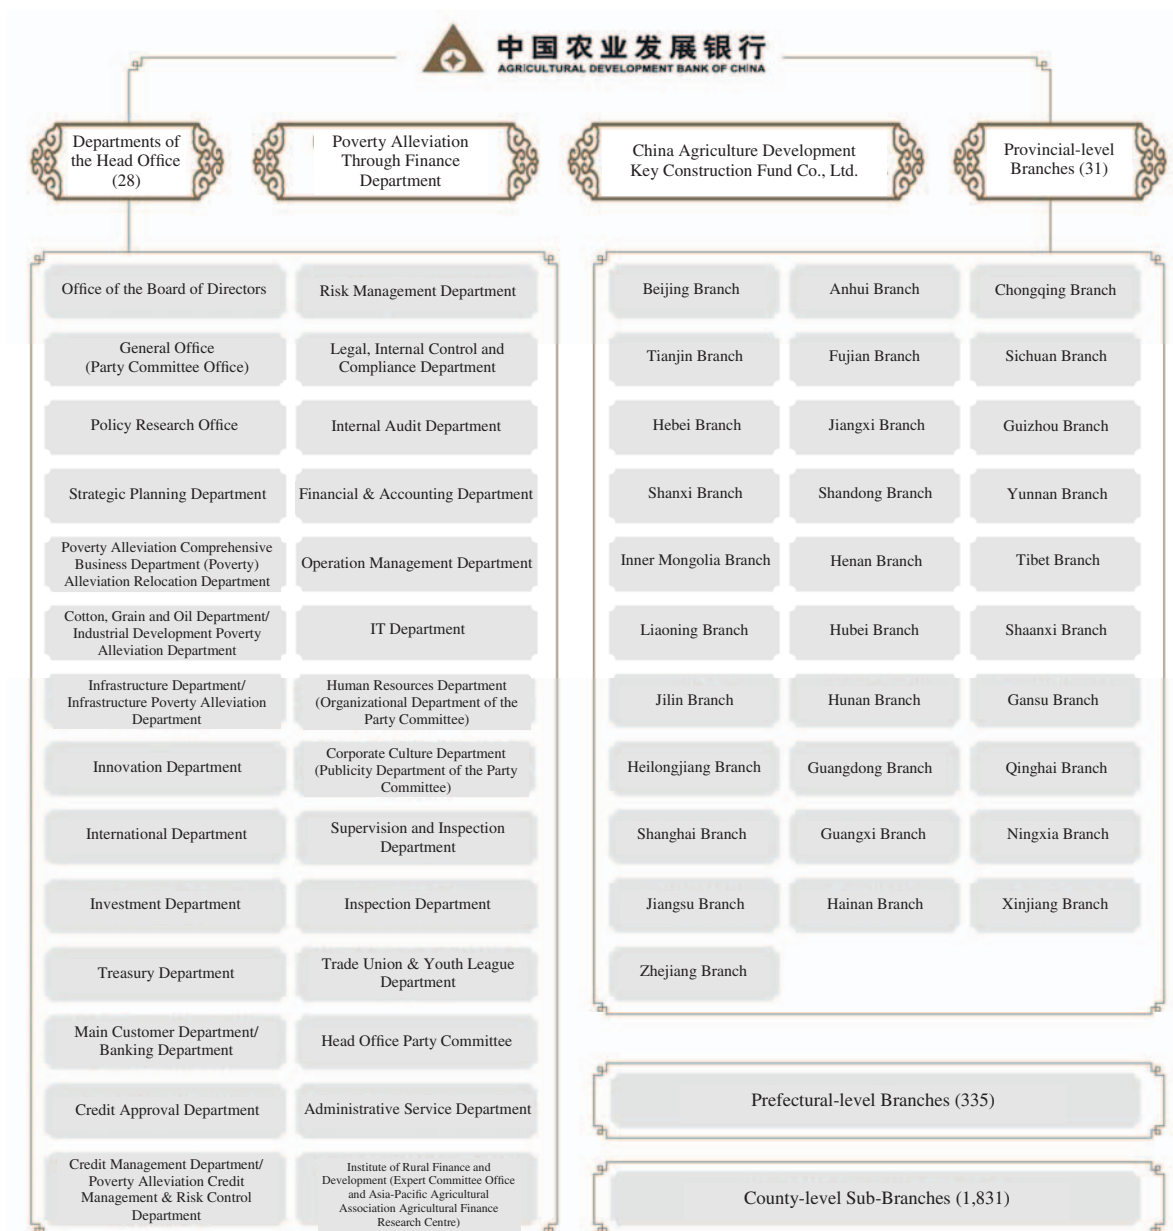 中国农业发展银行
AGRICULTURAL DEVELOPMENT BANK OF CHINA
Departments of
the Head Office
(28)
Poverty Alleviation
Through Finance
Department
China Agriculture Development
Key Construction Fund Co., Ltd.
Provincial-level
Branches (31)
Office of the Board of Directors
Risk Management Department
General Office
(Party Committee Office)
Legal, Internal Control and
Compliance Department
Policy Research Office
Internal Audit Department
Strategic Planning Department
Financial & Accounting Department
Poverty Alleviation Comprehensive
Business Department (Poverty)
Alleviation Relocation Department
Operation Management Department
Cotton, Grain and Oil Department/
Industrial Development Poverty
Alleviation Department
IT Department
Infrastructure Department/
Infrastructure Poverty Alleviation
Department
Human Resources Department
(Organizational Department of the
Party Committee)
Innovation Department
Corporate Culture Department
(Publicity Department of the Party
Committee)
International Department
Supervision and Inspection
Department
Investment Department
Inspection Department
Treasury Department
Trade Union & Youth League
Department
Main Customer Department/
Banking Department
Head Office Party Committee
Credit Approval Department
Administrative Service Department
Credit Management Department/
Poverty Alleviation Credit
Management & Risk Control
Department
Institute of Rural Finance and
Development (Expert Committee Office
and Asia-Pacific Agricultural
Association Agricultural Finance
Research Centre)
Beijing Branch
Anhui Branch
Chongqing Branch
Tianjin Branch
Fujian Branch
Sichuan Branch
Hebei Branch
Jiangxi Branch
Guizhou Branch
Shanxi Branch
Shandong Branch
Yunnan Branch
Inner Mongolia Branch
Henan Branch
Tibet Branch
Liaoning Branch
Hubei Branch
Shaanxi Branch
Jilin Branch
Hunan Branch
Gansu Branch
Heilongjiang Branch
Guangdong Branch
Qinghai Branch
Shanghai Branch
Guangxi Branch
Ningxia Branch
Jiangsu Branch
Hainan Branch
Xinjiang Branch
Zhejiang Branch
Prefectural-level Branches (335)
County-level Sub-Branches (1,831)